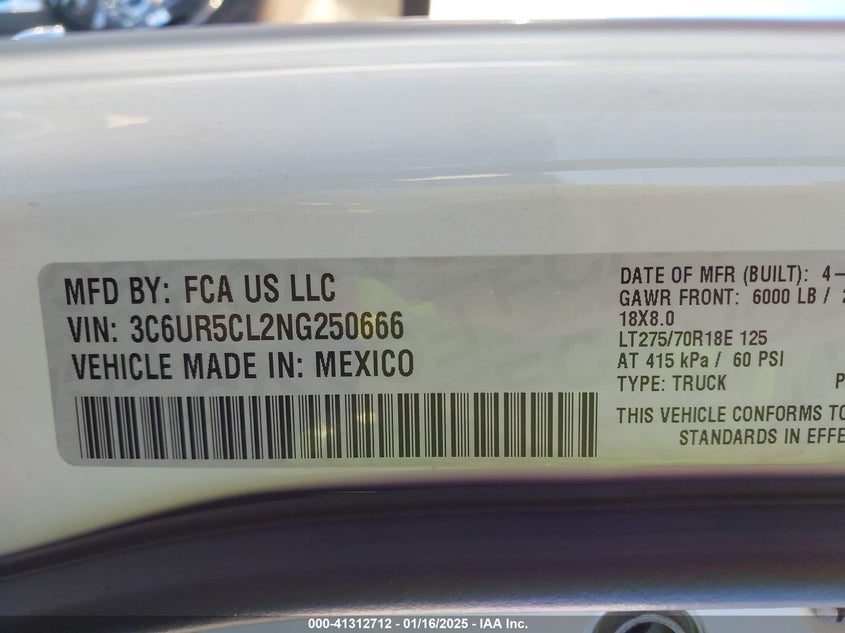 MFD BY: FCA US LLC
VIN: 3C6UR5CL2NG250666
VEHICLE MADE IN: MEXICO
DATE OF MFR (BUILT): 4-
GAWR FRONT: 6000 LB /
18X8.0
LT275/70R18E 125
AT 415 kPa / 60 PSI
TYPE: TRUCK
THIS VEHICLE CONFORMS TO
STANDARDS IN EFFE
000-41312712 - 01/16/2025 - IAA Inc.